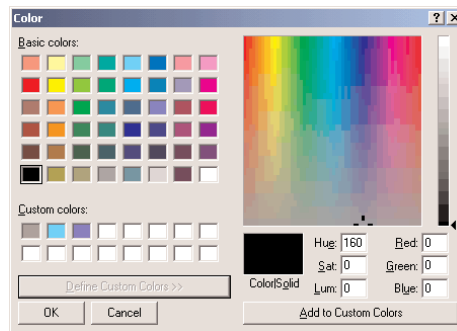 Color
Basic colors:
Custom colors:
Define Custom Colors >>
OK Cancel
Color|Solid
Hue: 160 Red: 0
Sat: 0 Green: 0
Lum: 0 Blue: 0
Add to Custom Colors